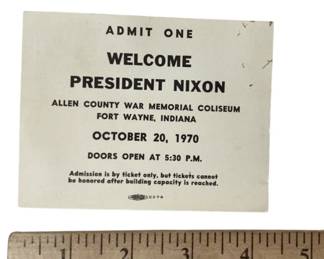 ADMIT ONE
WELCOME
PRESIDENT NIXON
ALLEN COUNTY WAR MEMORIAL COLISEUM
FORT WAYNE, INDIANA
OCTOBER 20, 1970
DOORS OPEN AT 5:30 P.M.
Admission is by ticket only, but tickets cannot
be honored after building capacity is reached.
1 2 3 4 5